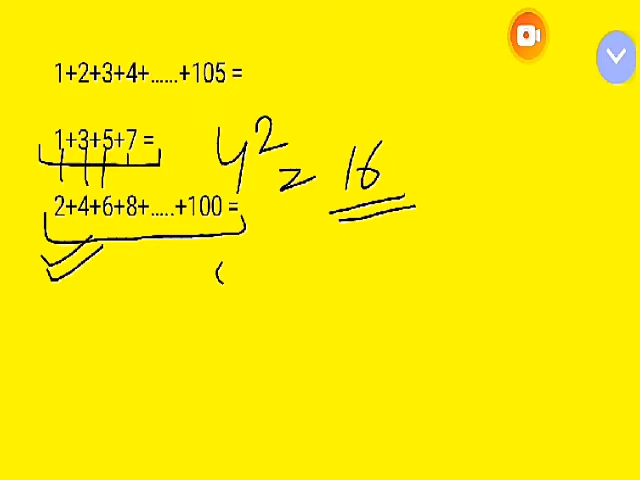 1+2+3+4+......+105 =
1+3+5+7 = 4² = 16
2+4+6+8+.....+100 =
(